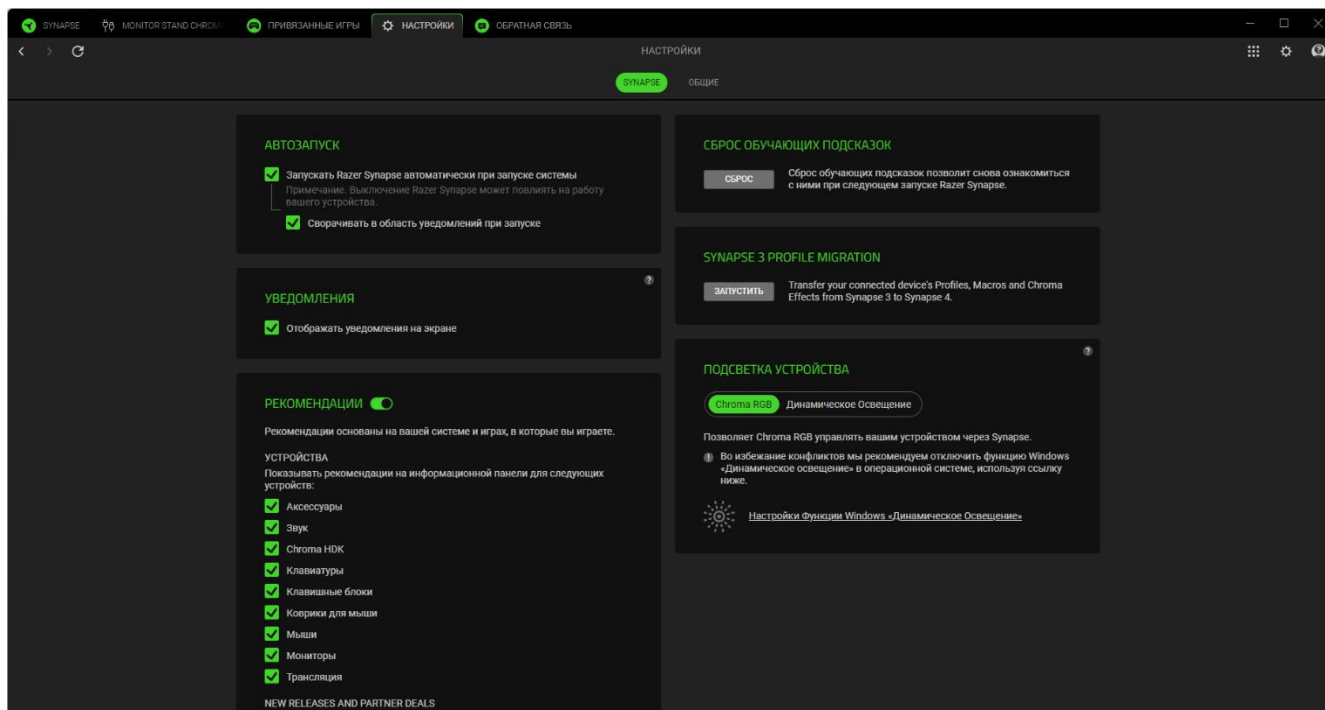 SYNAPSE
MONITOR STAND CHROM
ПРИВЯЗАННЫЕ ИГРЫ
НАСТРОЙКИ
ОБРАТНАЯ СВЯЗЬ
НАСТРОЙКИ
SYNAPSE
ОБЩИЕ
АВТОЗАПУСК
Запускать Razer Synapse автоматически при запуске системы
Примечание. Выключение Razer Synapse может повлиять на работу
вашего устройства.
Сворачивать в область уведомлений при запуске
УВЕДОМЛЕНИЯ
Отображать уведомления на экране
РЕКОМЕНДАЦИИ
Рекомендации основаны на вашей системе и играх, в которые вы играете.
УСТРОЙСТВА
Показывать рекомендации на информационной панели для следующих
устройств:
Аксессуары
Звук
Chroma HDK
Клавиатуры
Клавишные блоки
Коврики для мыши
Мыши
Мониторы
Трансляция
NEW RELEASES AND PARTNER DEALS
СБРОС ОБУЧАЮЩИХ ПОДСКАЗОК
СБРОС
Сброс обучающих подсказок позволит снова ознакомиться
с ними при следующем запуске Razer Synapse.
SYNAPSE 3 PROFILE MIGRATION
ЗАПУСТИТЬ
Transfer your connected device's Profiles, Macros and Chroma
Effects from Synapse 3 to Synapse 4.
ПОДСВЕТКА УСТРОЙСТВА
Chroma RGB
Динамическое Освещение
Позволяет Chroma RGB управлять вашим устройством через Synapse.
Во избежание конфликтов мы рекомендуем отключить функцию Windows
«Динамическое освещение» в операционной системе, используя ссылку
ниже.
Настройки Функции Windows «Динамическое Освещение»